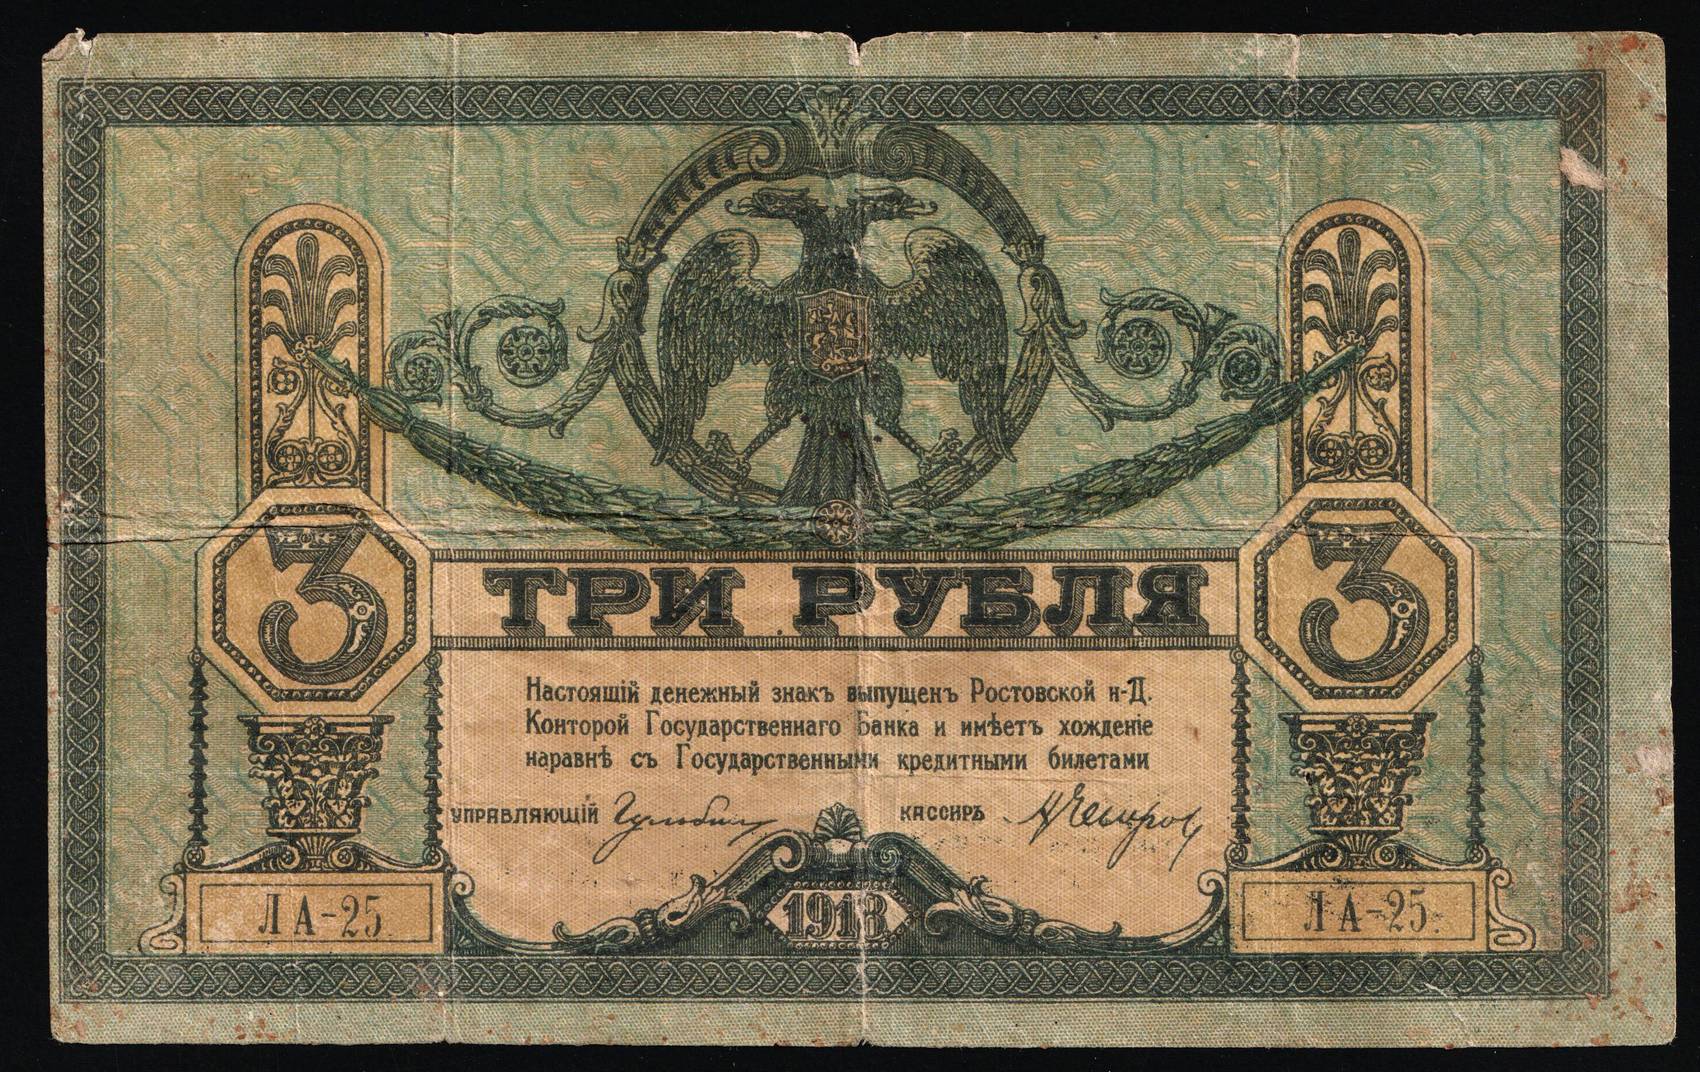 3
ТРИ РУБЛЯ
3
Настоящій денежный знакъ выпущенъ Ростовской н-Д.
Конторой Государственнаго Банка и имѣетъ хожденіе
наравнѣ съ Государственными кредитными билетами
УПРАВЛЯЮЩІЙ
КАССИРЪ
ЛА-25
1918
ЛА-25.